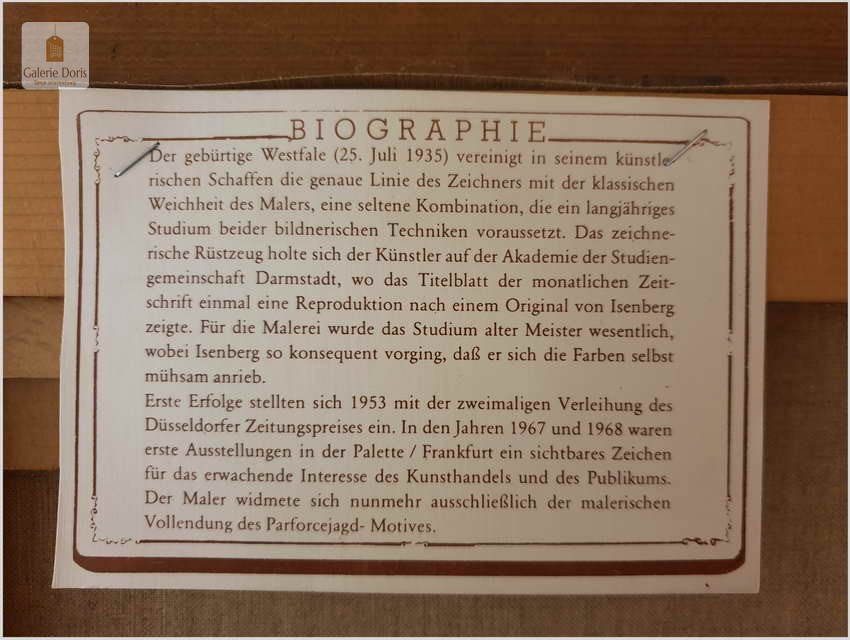 Galerie Doris
BIOGRAPHIE
Der gebürtige Westfale (25. Juli 1935) vereinigt in seinem künstle
rischen Schaffen die genaue Linie des Zeichners mit der klassischen
Weichheit des Malers, eine seltene Kombination, die ein langjähriges
Studium beider bildnerischen Techniken voraussetzt. Das zeichne-
rische Rüstzeug holte sich der Künstler auf der Akademie der Studien-
gemeinschaft Darmstadt, wo das Titelblatt der monatlichen Zeit-
schrift einmal eine Reproduktion nach einem Original von Isenberg
zeigte. Für die Malerei wurde das Studium alter Meister wesentlich,
wobei Isenberg so konsequent vorging, daß er sich die Farben selbst
mühsam anrieb.
Erste Erfolge stellten sich 1953 mit der zweimaligen Verleihung des
Düsseldorfer Zeitungspreises ein. In den Jahren 1967 und 1968 waren
erste Ausstellungen in der Palette / Frankfurt ein sichtbares Zeichen
für das erwachende Interesse des Kunsthandels und des Publikums.
Der Maler widmete sich nunmehr ausschließlich der malerischen
Vollendung des Parforcejagd- Motives.